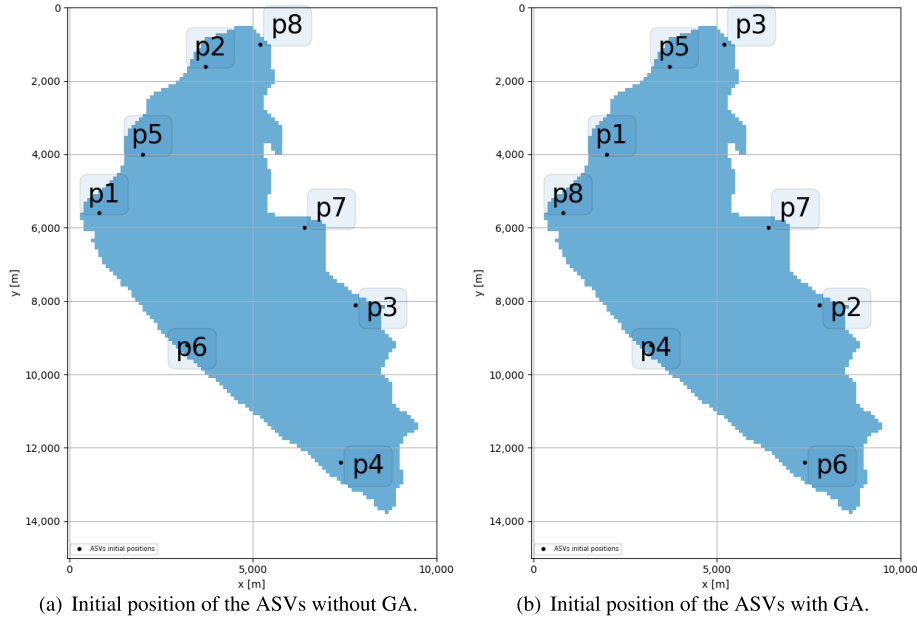 0
2,000
4,000
6,000
8,000
10,000
12,000
14,000
y [m]
p8
p2
p5
p1
p7
p3
p6
p4
ASVs initial positions
0
5,000
10,000
x [m]
(a) Initial position of the ASVs without GA.
0
2,000
4,000
6,000
8,000
10,000
12,000
14,000
y [m]
p3
p5
p1
p8
p7
p2
p4
p6
ASVs initial positions
0
5,000
10,000
x [m]
(b) Initial position of the ASVs with GA.